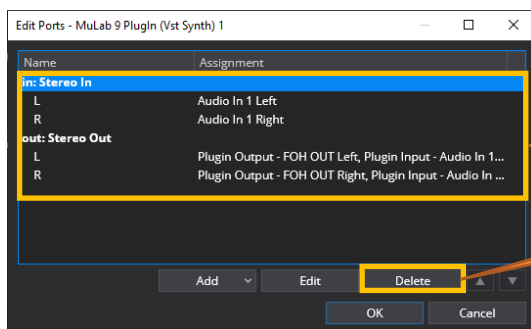 Edit Ports - MuLab 9 PlugIn (Vst Synth) 1
Name Assignment
in: Stereo In
L Audio In 1 Left
R Audio In 1 Right
out: Stereo Out
L Plugin Output - FOH OUT Left, Plugin Input - Audio In 1...
R Plugin Output - FOH OUT Right, Plugin Input - Audio In ...
Add Edit Delete
OK Cancel